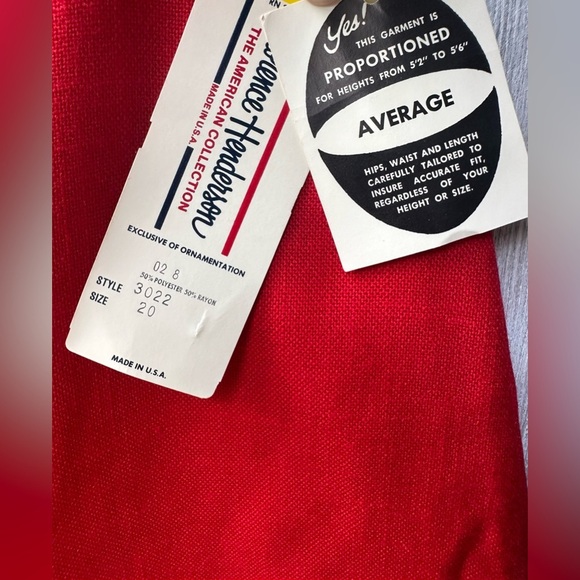 Henderson
THE AMERICAN COLLECTION
MADE IN U.S.A.
EXCLUSIVE OF ORNAMENTATION
02 8
50% POLYESTER 50% RAYON
STYLE 3022
SIZE 20
MADE IN U.S.A.
Yes!
THIS GARMENT IS
PROPORTIONED
FOR HEIGHTS FROM 5'2" TO 5'6"
AVERAGE
HIPS, WAIST AND LENGTH
CAREFULLY TAILORED TO
INSURE ACCURATE FIT,
REGARDLESS OF YOUR
HEIGHT OR SIZE.